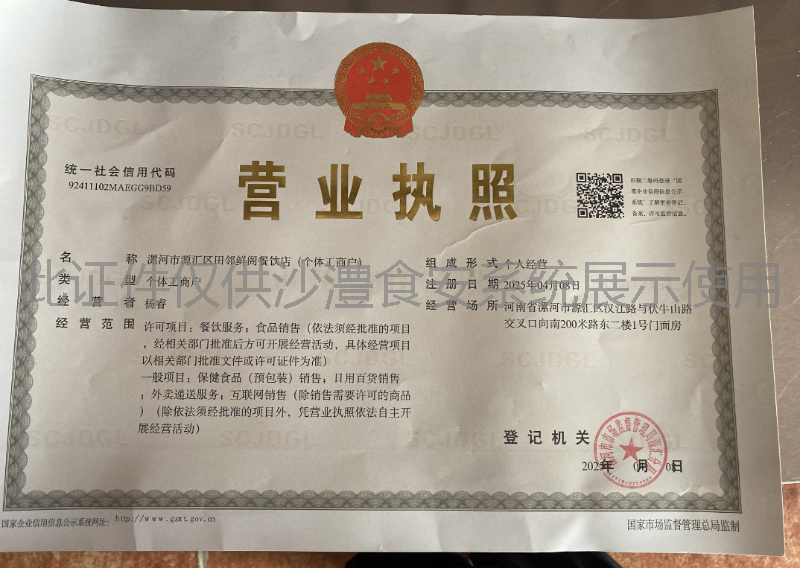 统一社会信用代码
92411102MAEGG9BD59
营业执照
扫描二维码登录“国
家企业信用信息公示
系统”了解更多登记、
备案、许可监管信息。
名 称 漯河市源汇区田邻鲜阁餐饮店（个体工商户）
类 型 个体工商户
经 营 者 杨睿
经 营 范 围 许可项目：餐饮服务；食品销售（依法须经批准的项目
，经相关部门批准后方可开展经营活动，具体经营项目
以相关部门批准文件或许可证件为准）
一般项目：保健食品（预包装）销售；日用百货销售
；外卖递送服务；互联网销售（除销售需要许可的商品
）（除依法须经批准的项目外，凭营业执照依法自主开
展经营活动）
组 成 形 式 个人经营
注 册 日 期 2025年04月08日
经 营 场 所 河南省漯河市源汇区汉江路与伏牛山路
交叉口向南200米路东二楼1号门面房
此证件仅供沙澧食安系统展示使用
登记机关
年 月 日
国家企业信用信息公示系统网址：http://www.gsxt.gov.cn
国家市场监督管理总局监制